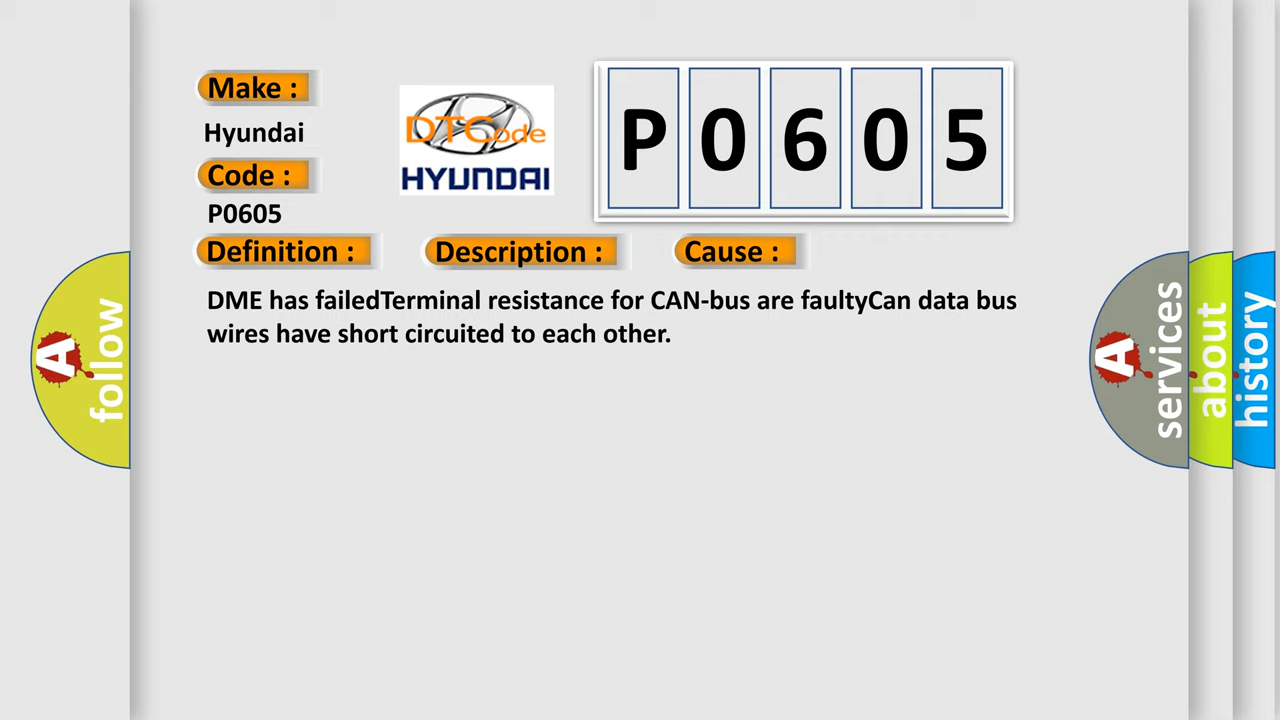 Make :
Hyundai
Code :
P0605
DTCode
HYUNDAI
P0605
Definition :
Description :
Cause :
DME has failedTerminal resistance for CAN-bus are faultyCan data bus
wires have short circuited to each other.
A
follow
A
services
about
history